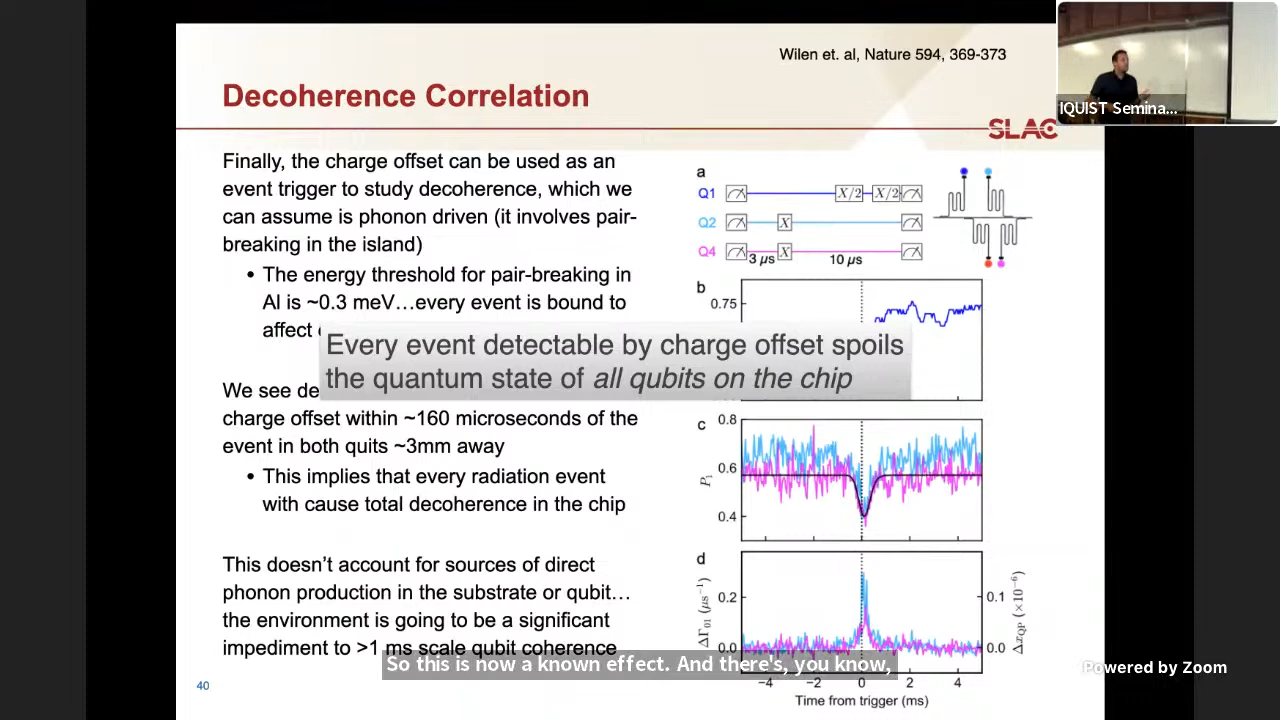 Wilen et. al, Nature 594, 369-373
Decoherence Correlation
SLAC
IQUIST Semina...
Finally, the charge offset can be used as an
event trigger to study decoherence, which we
can assume is phonon driven (it involves pair-
breaking in the island)
• The energy threshold for pair-breaking in
Al is ~0.3 meV…every event is bound to
affect
Every event detectable by charge offset spoils
the quantum state of all qubits on the chip
We see de
charge offset within ~160 microseconds of the
event in both quits ~3mm away
• This implies that every radiation event
with cause total decoherence in the chip
This doesn't account for sources of direct
phonon production in the substrate or qubit…
the environment is going to be a significant
impediment to >1 ms scale qubit coherence
40
a
Q1 X/2 X/2
Q2 X
Q4 X
3 μs 10 μs
b
0.75
c
0.8
0.6
0.4
P₁
d
0.2
0.0
ΔΓ₀₁ (μs⁻¹)
0.1
0.0
Δx_QP (×10⁻⁶)
−4 −2 0 2 4
Time from trigger (ms)
So this is now a known effect. And there's, you know,
Powered by Zoom